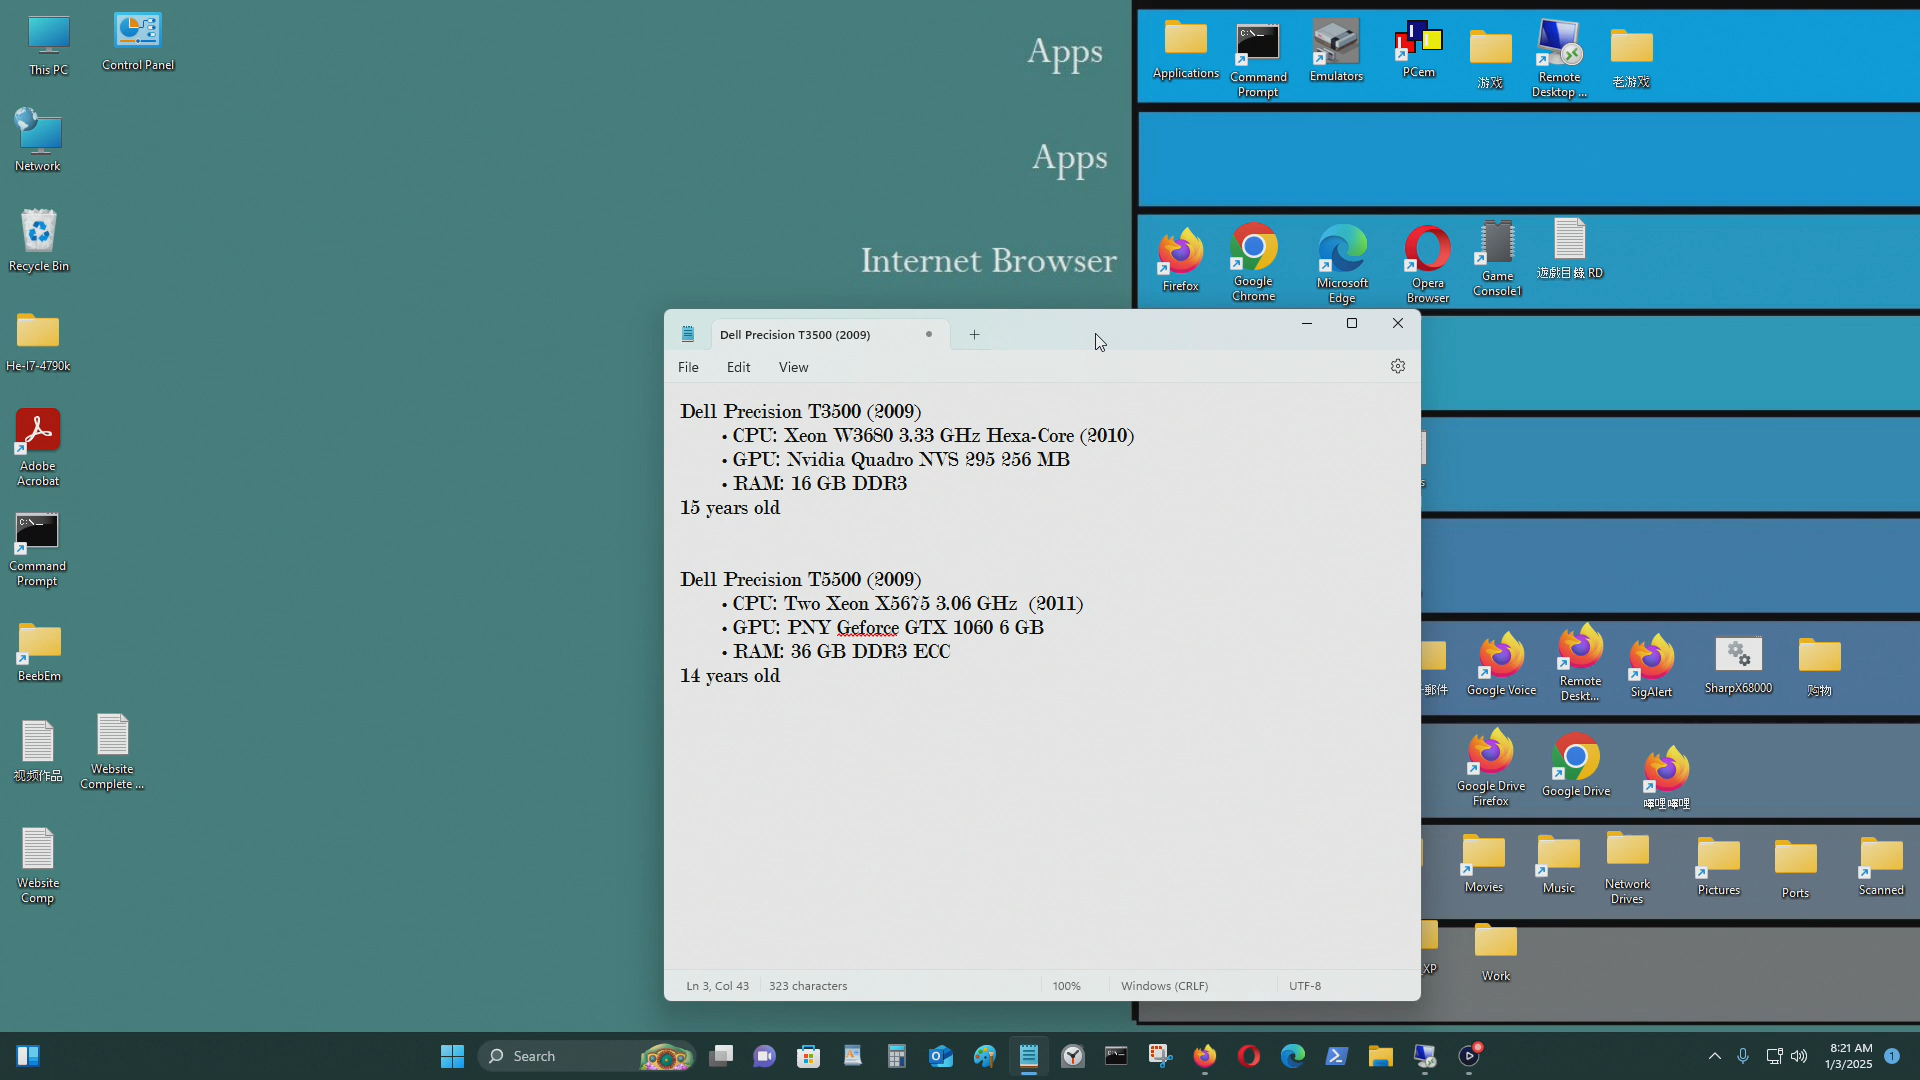 This PC
Control Panel
Network
Recycle Bin
He-I7-4790k
Adobe
Acrobat
C:\._
Command
Prompt
BeebEm
视频作品
Website
Complete ...
Website
Comp
Apps
Apps
Internet Browser
Applications
C:\._
Command
Prompt
Emulators
PCem
游戏
Remote
Desktop ...
老游戏
Firefox
Google
Chrome
Microsoft
Edge
Opera
Browser
Game
Console1
遊戲目錄 RD
Dell Precision T3500 (2009)
File
Edit
View
Dell Precision T3500 (2009)
• CPU: Xeon W3680 3.33 GHz Hexa-Core (2010)
• GPU: Nvidia Quadro NVS 295 256 MB
• RAM: 16 GB DDR3
15 years old
Dell Precision T5500 (2009)
• CPU: Two Xeon X5675 3.06 GHz  (2011)
• GPU: PNY Geforce GTX 1060 6 GB
• RAM: 36 GB DDR3 ECC
14 years old
Ln 3, Col 43
323 characters
100%
Windows (CRLF)
UTF-8
s
郵件
Google Voice
Remote
Deskt...
SigAlert
SharpX68000
购物
Google Drive
Firefox
Google Drive
嗶哩嗶哩
Movies
Music
Network
Drives
Pictures
Ports
Scanned
XP
Work
Search
8:21 AM
1/3/2025
1